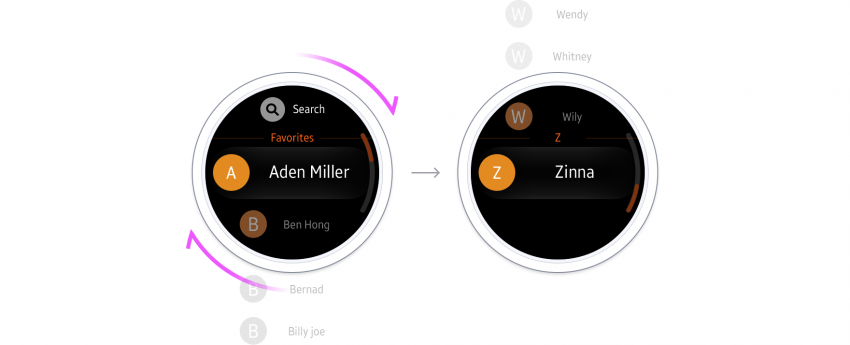 Search
Favorites
A Aden Miller
B Ben Hong
B Bernad
B Billy joe
W Wendy
W Whitney
W Wily
Z
Z Zinna